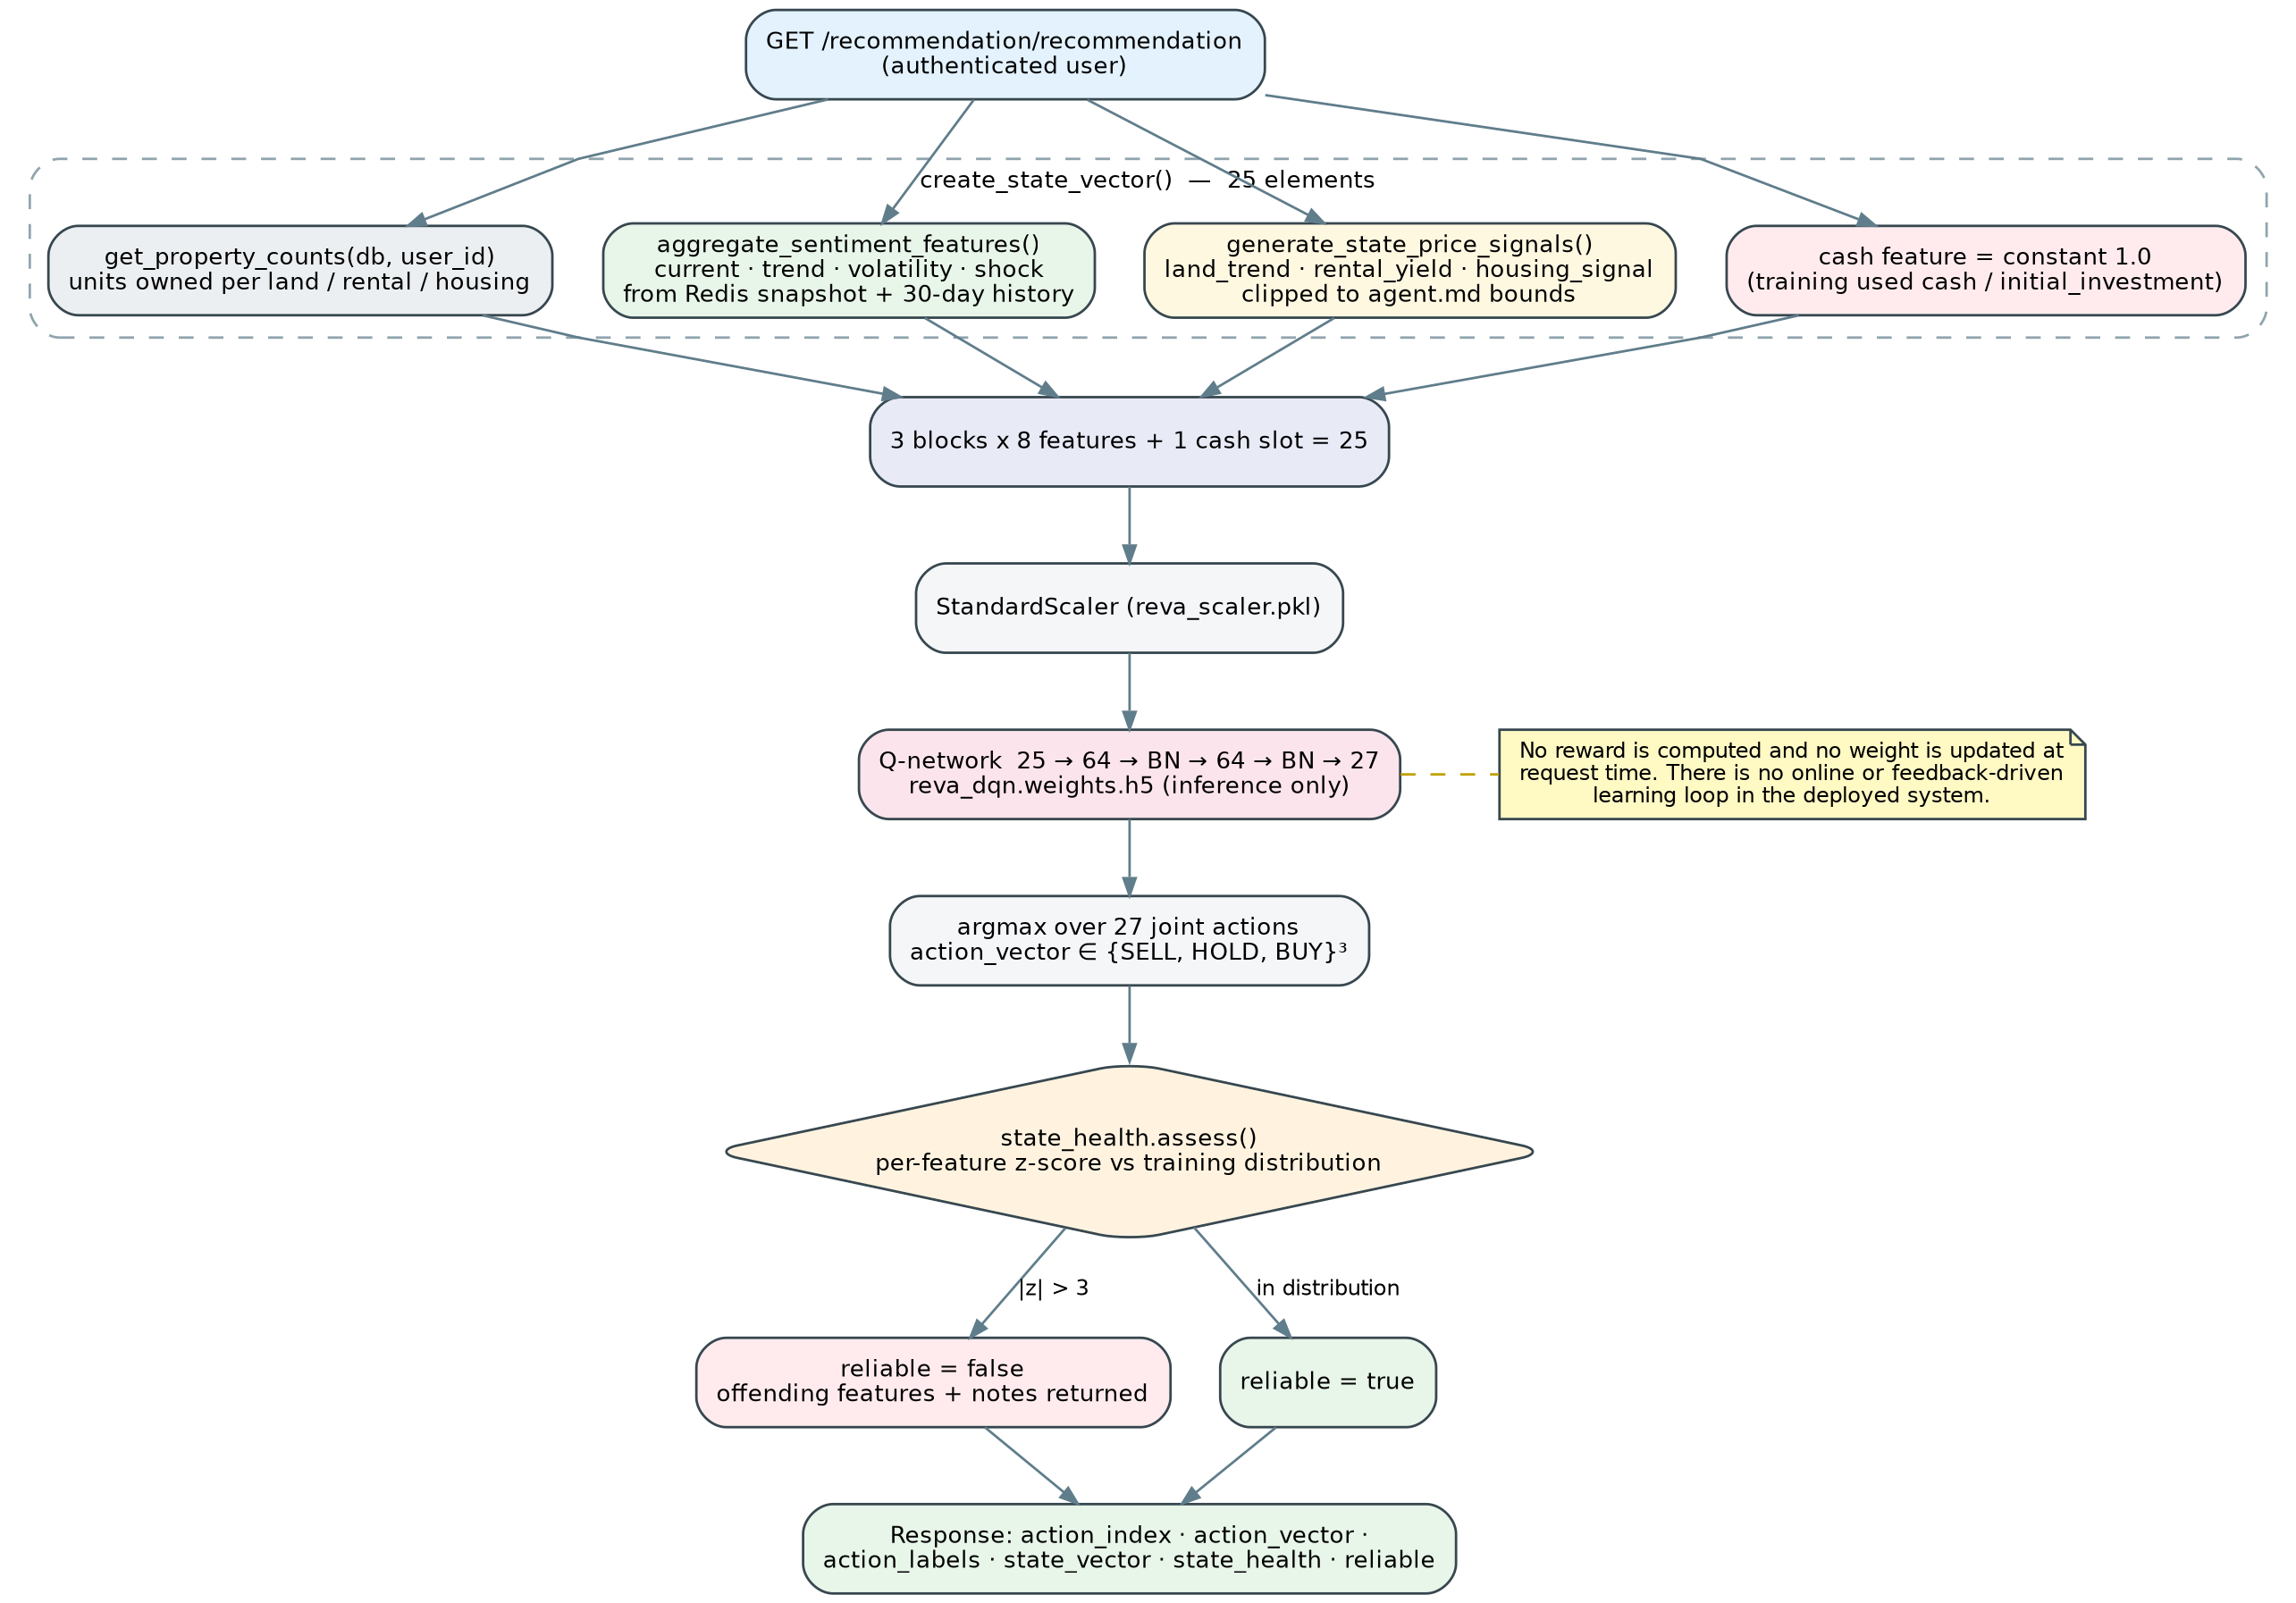 GET /recommendation/recommendation
(authenticated user)
create_state_vector()  —  25 elements
get_property_counts(db, user_id)
units owned per land / rental / housing
aggregate_sentiment_features()
current · trend · volatility · shock
from Redis snapshot + 30-day history
generate_state_price_signals()
land_trend · rental_yield · housing_signal
clipped to agent.md bounds
cash feature = constant 1.0
(training used cash / initial_investment)
3 blocks x 8 features + 1 cash slot = 25
StandardScaler (reva_scaler.pkl)
Q-network  25 → 64 → BN → 64 → BN → 27
reva_dqn.weights.h5 (inference only)
No reward is computed and no weight is updated at
request time. There is no online or feedback-driven
learning loop in the deployed system.
argmax over 27 joint actions
action_vector ∈ {SELL, HOLD, BUY}³
state_health.assess()
per-feature z-score vs training distribution
|z| > 3
in distribution
reliable = false
offending features + notes returned
reliable = true
Response: action_index · action_vector ·
action_labels · state_vector · state_health · reliable